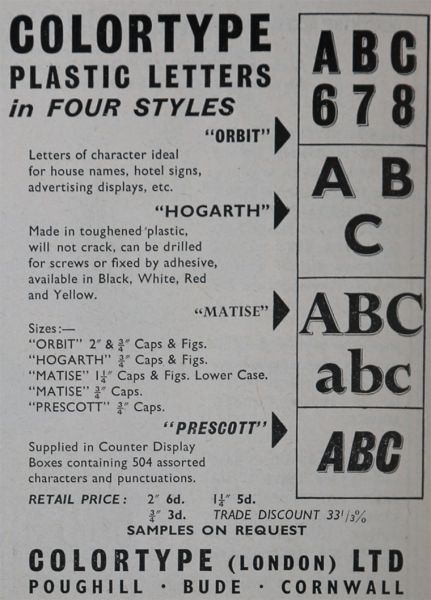 COLORTYPE
PLASTIC LETTERS
in FOUR STYLES
"ORBIT"
ABC
678
Letters of character ideal
for house names, hotel signs,
advertising displays, etc.
"HOGARTH"
A B
C
Made in toughened plastic,
will not crack, can be drilled
for screws or fixed by adhesive,
available in Black, White, Red
and Yellow.
"MATISE"
ABC
abc
Sizes:—
"ORBIT" 2" & ¾" Caps & Figs.
"HOGARTH" ¾" Caps & Figs.
"MATISE" 1¼" Caps & Figs. Lower Case.
"MATISE" ¾" Caps.
"PRESCOTT" ¾" Caps.
"PRESCOTT"
ABC
Supplied in Counter Display
Boxes containing 504 assorted
characters and punctuations.
RETAIL PRICE: 2" 6d. 1¼" 5d.
¾" 3d. TRADE DISCOUNT 33¹/3%
SAMPLES ON REQUEST
COLORTYPE (LONDON) LTD
POUGHILL · BUDE · CORNWALL